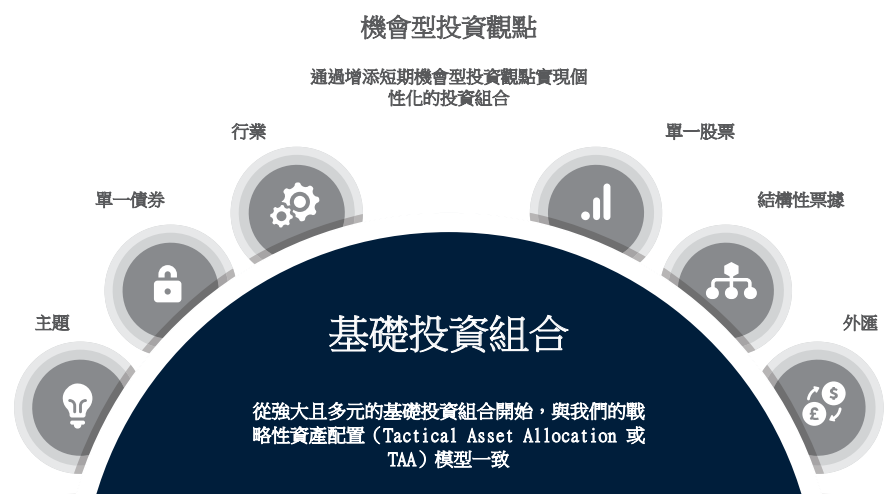 機會型投資觀點
通過增添短期機會型投資觀點實現個
性化的投資組合
行業
單一股票
單一債券
結構性票據
主題
外匯
基礎投資組合
從強大且多元的基礎投資組合開始，與我們的戰
略性資產配置（Tactical Asset Allocation 或
TAA）模型一致
$
£